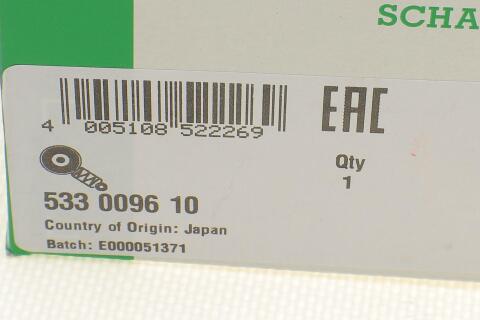 SCHA
EAC
4 005108 522269
Qty
1
533 0096 10
Country of Origin: Japan
Batch: E000051371